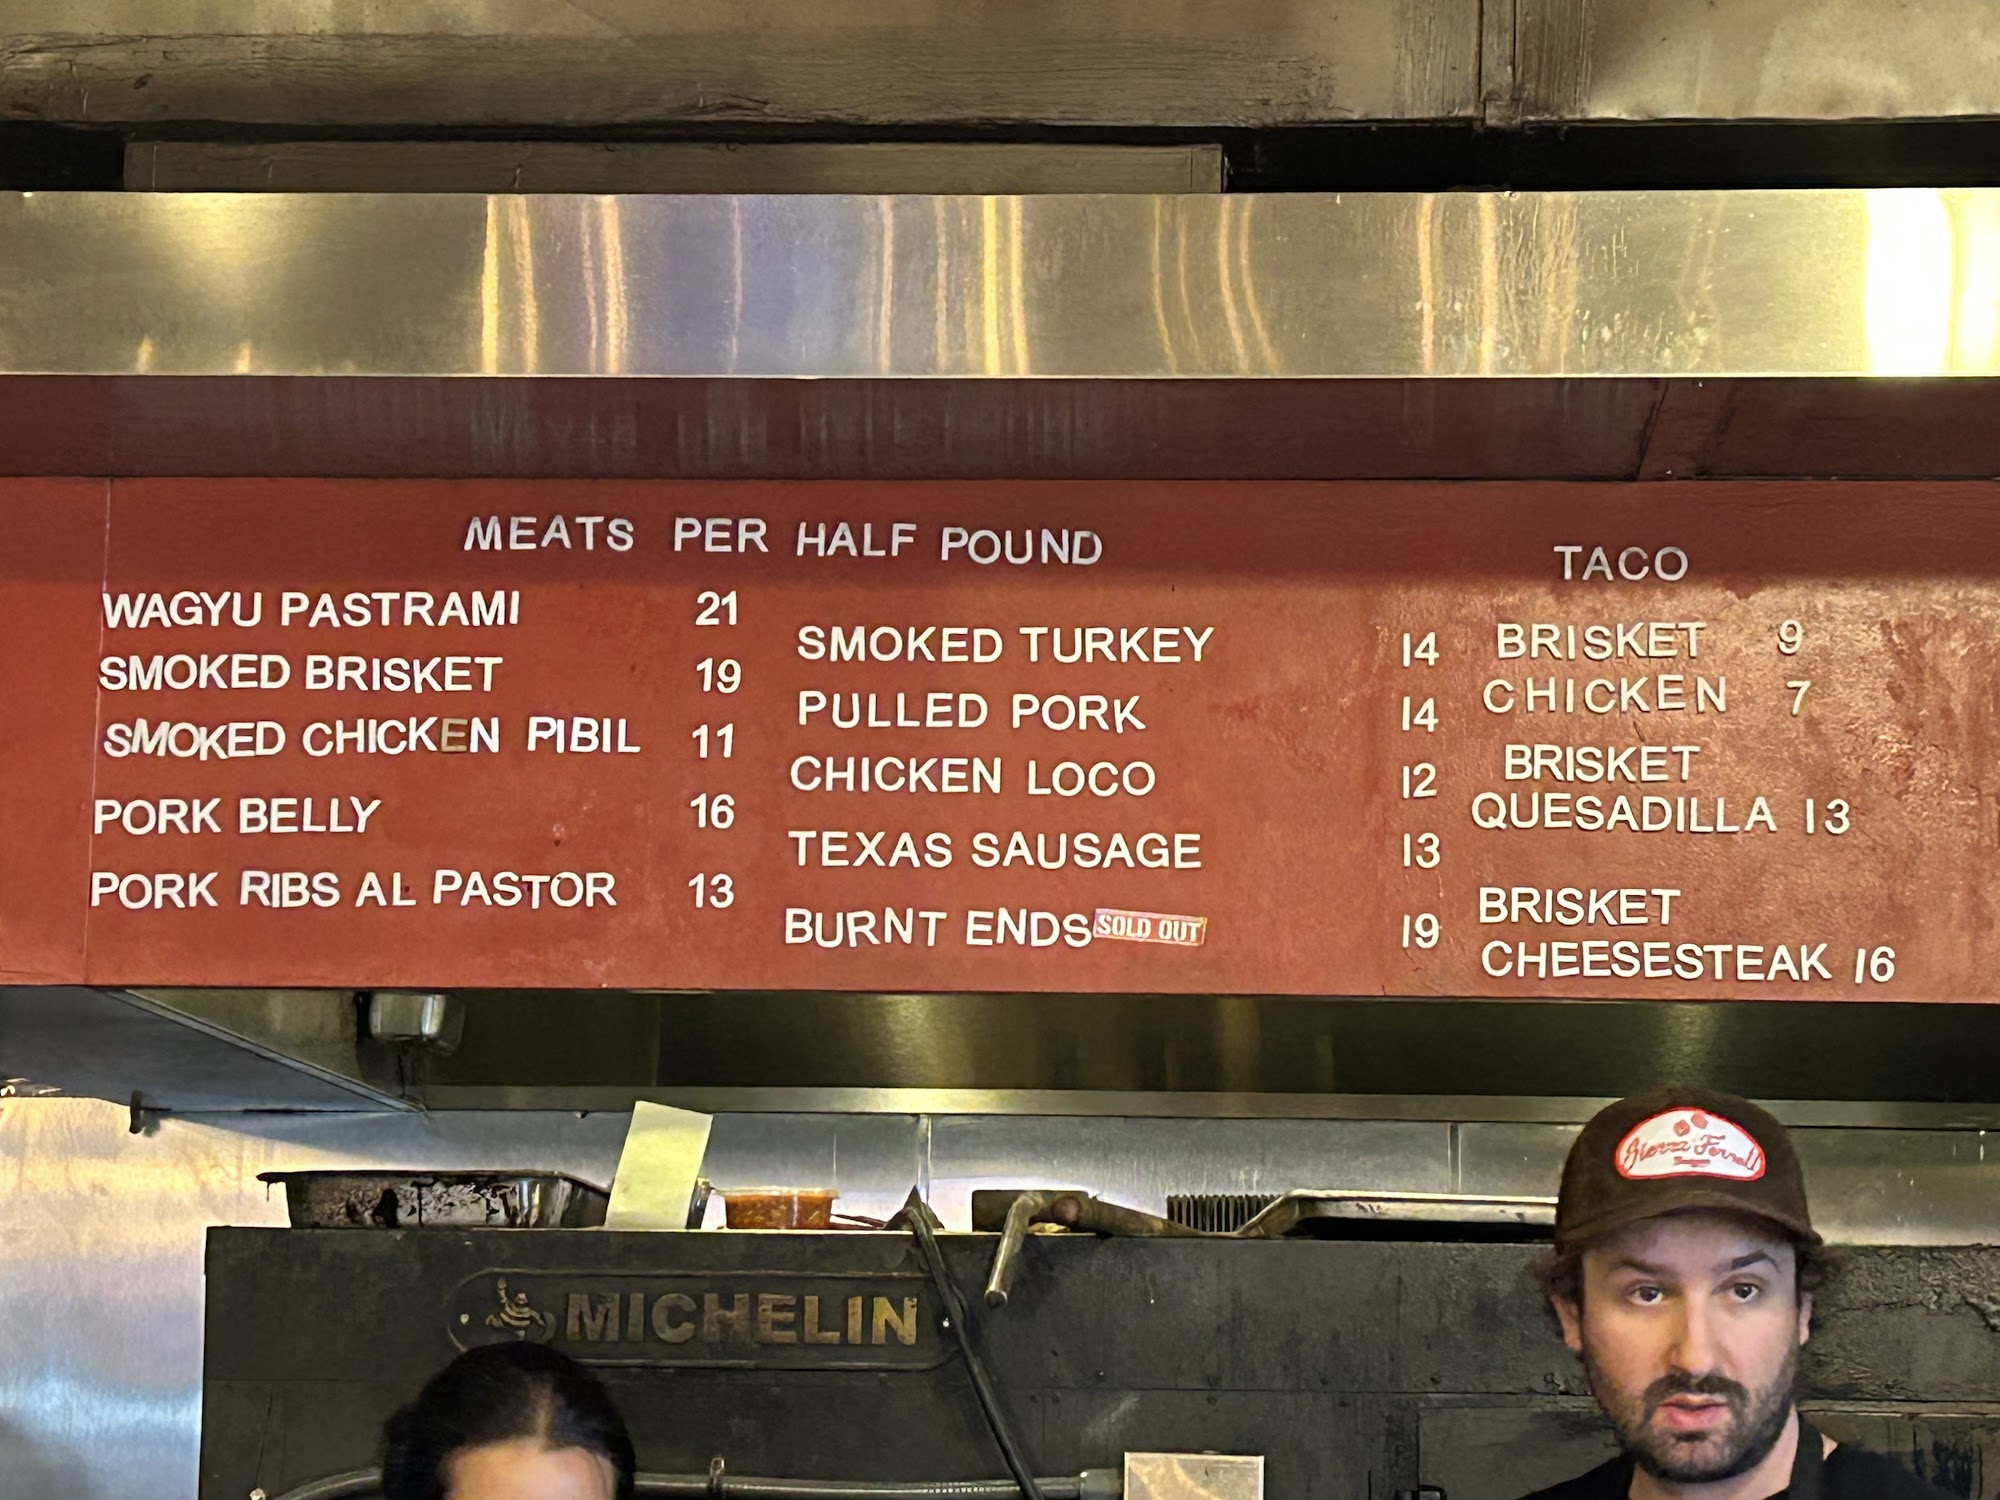 MEATS PER HALF POUND
WAGYU PASTRAMI 21
SMOKED BRISKET 19
SMOKED CHICKEN PIBIL 11
PORK BELLY 16
PORK RIBS AL PASTOR 13
SMOKED TURKEY 14
PULLED PORK 14
CHICKEN LOCO 12
TEXAS SAUSAGE 13
BURNT ENDS SOLD OUT 19
TACO
BRISKET 9
CHICKEN 7
BRISKET
QUESADILLA 13
BRISKET
CHEESESTEAK 16
Sierra Ferrell
MICHELIN